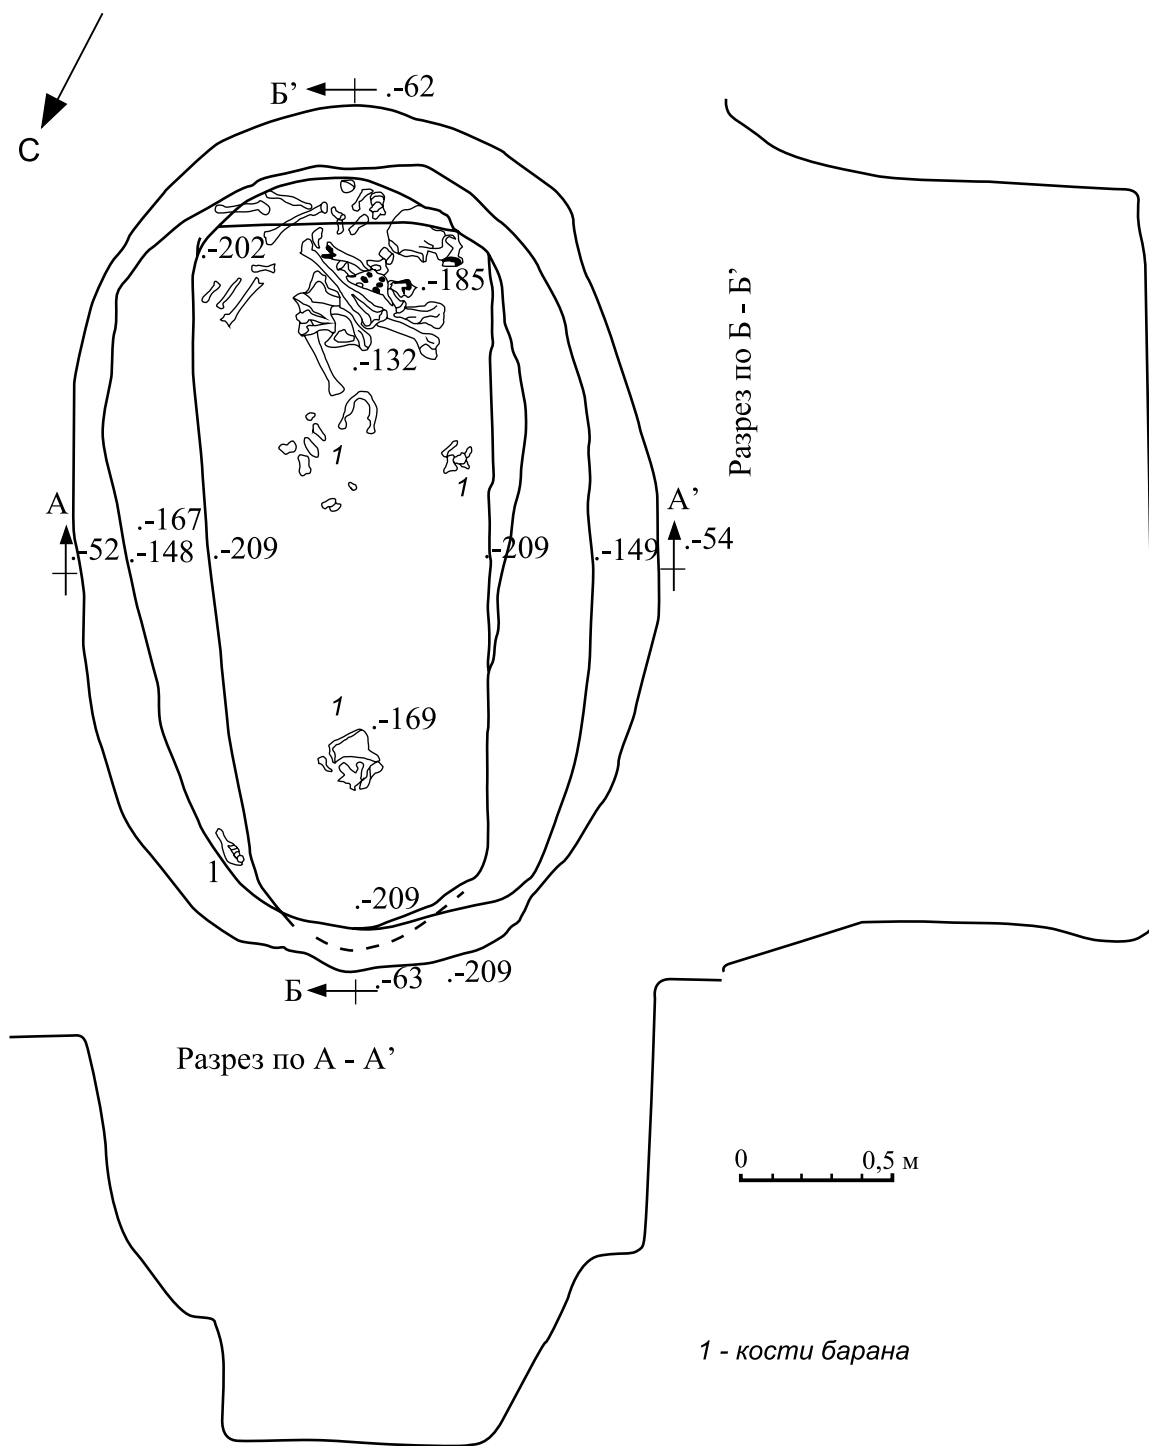 Б’
.-62
С
.-202
.-185
.-132
1
1
Разрез по Б - Б’
А
А’
.-167
.-52
.-148
.-209
.-209
.-149
.-54
1
.-169
1
.-209
Б
.-63
.-209
Разрез по А - А’
0
0,5 м
1 - кости барана